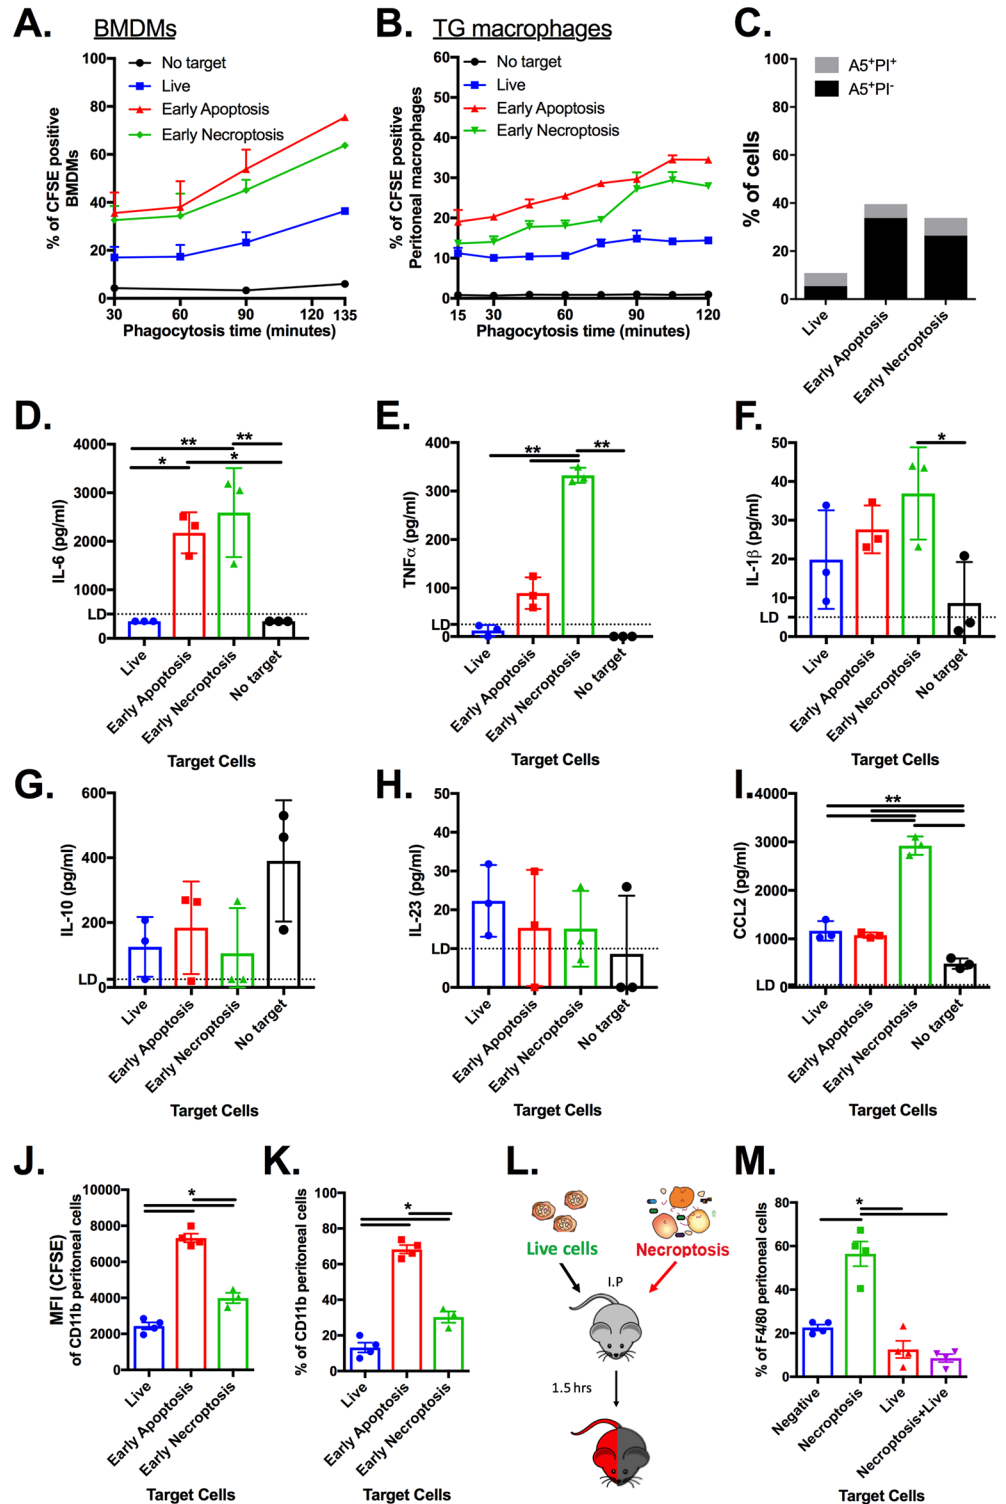 A.
BMDMs
100
80
60
40
20
0
30
60
90
135
% of CFSE positive
BMDMs
Phagocytosis time (minutes)
No target
Live
Early Apoptosis
Early Necroptosis
B.
TG macrophages
60
50
40
30
20
10
0
15
30
60
90
120
% of CFSE positive
Peritoneal macrophages
Phagocytosis time (minutes)
No target
Live
Early Apoptosis
Early Necroptosis
C.
A5+PI+
A5+PI-
100
80
60
40
20
0
% of cells
Live
Early Apoptosis
Early Necroptosis
D.
4000
3000
2000
1000
LD
0
IL-6 (pg/ml)
**
**
*
*
Live
Early Apoptosis
Early Necroptosis
No target
Target Cells
E.
400
300
200
100
LD
0
TNFα (pg/ml)
**
**
Live
Early Apoptosis
Early Necroptosis
No target
Target Cells
F.
50
40
30
20
10
LD
0
IL-1β (pg/ml)
*
Live
Early Apoptosis
Early Necroptosis
No target
Target Cells
G.
600
400
200
LD
0
IL-10 (pg/ml)
Live
Early Apoptosis
Early Necroptosis
No target
Target Cells
H.
50
40
30
20
LD
10
0
IL-23 (pg/ml)
Live
Early Apoptosis
Early Necroptosis
No target
Target Cells
I.
4000
3000
2000
1000
LD
0
CCL2 (pg/ml)
**
Live
Early Apoptosis
Early Necroptosis
No target
Target Cells
J.
10000
8000
6000
4000
2000
0
MFI (CFSE)
of CD11b peritoneal cells
*
Live
Early Apoptosis
Early Necroptosis
Target Cells
K.
100
80
60
40
20
0
% of CD11b peritoneal cells
*
Live
Early Apoptosis
Early Necroptosis
Target Cells
L.
Live cells
Necroptosis
I.P
1.5 hrs
M.
80
60
40
20
0
% of F4/80 peritoneal cells
*
Negative
Necroptosis
Live
Necroptosis+Live
Target Cells